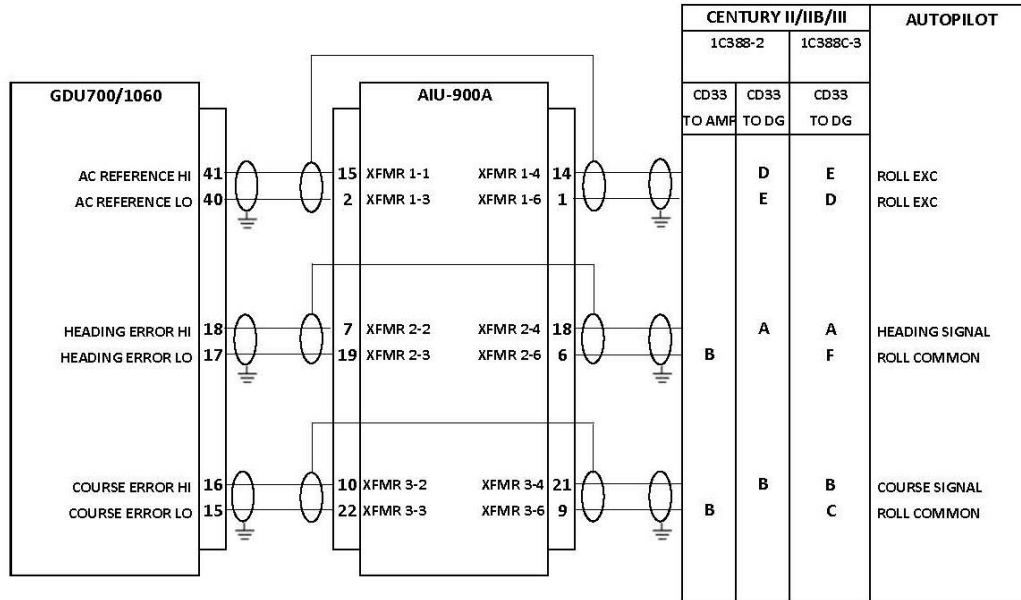 CENTURY II/IIB/III AUTOPILOT
1C388-2 1C388C-3
GDU700/1060 AIU-900A CD33 CD33 CD33
TO AMP TO DG TO DG
AC REFERENCE HI 41 15 XFMR 1-1 XFMR 1-4 14 D E ROLL EXC
AC REFERENCE LO 40 2 XFMR 1-3 XFMR 1-6 1 E D ROLL EXC
HEADING ERROR HI 18 7 XFMR 2-2 XFMR 2-4 18 A A HEADING SIGNAL
HEADING ERROR LO 17 19 XFMR 2-3 XFMR 2-6 6 B F ROLL COMMON
COURSE ERROR HI 16 10 XFMR 3-2 XFMR 3-4 21 B B COURSE SIGNAL
COURSE ERROR LO 15 22 XFMR 3-3 XFMR 3-6 9 B C ROLL COMMON